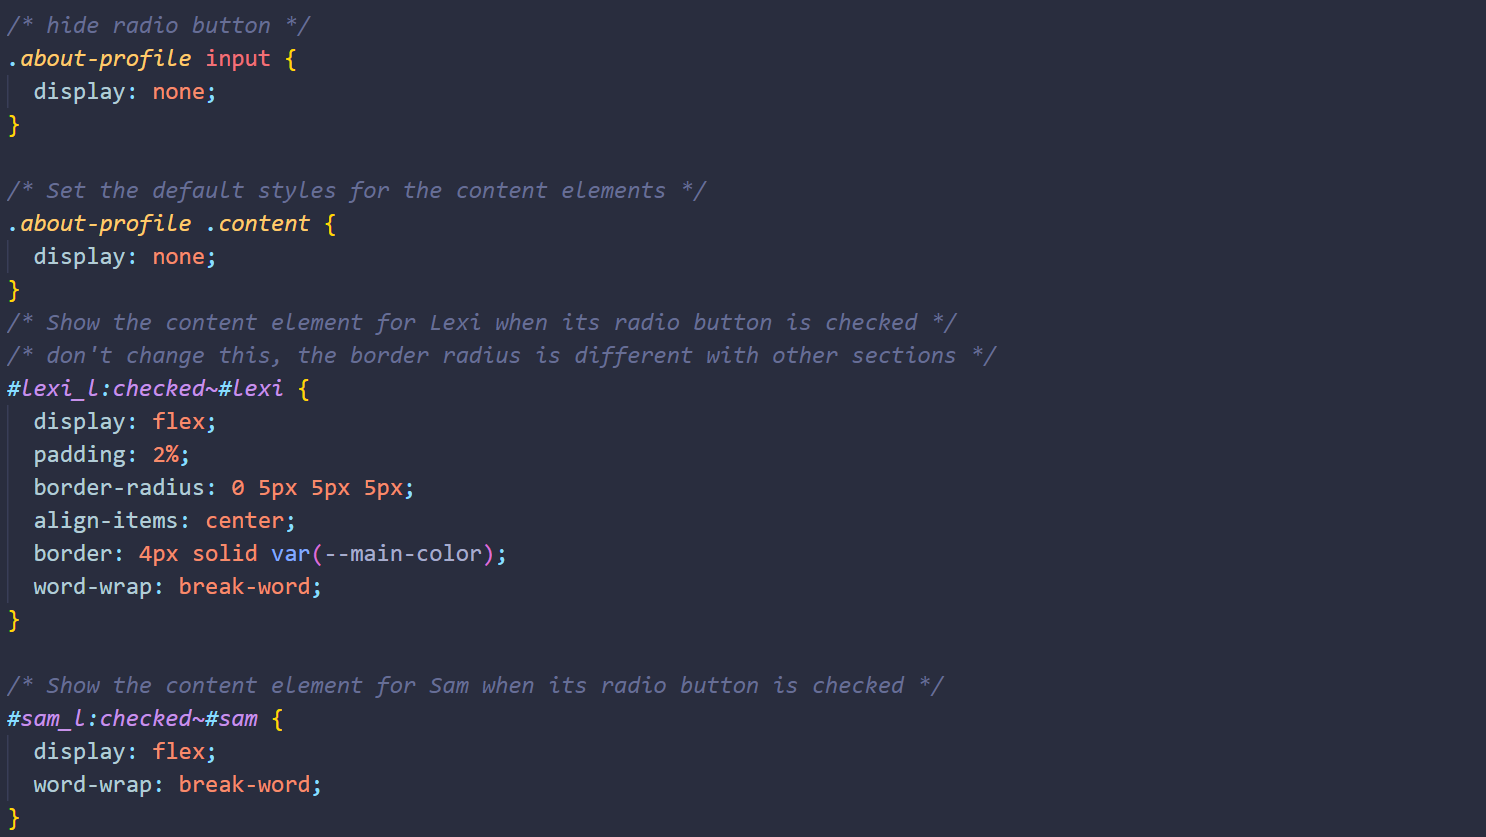 /* hide radio button */
.about-profile input {
  display: none;
}

/* Set the default styles for the content elements */
.about-profile .content {
  display: none;
}
/* Show the content element for Lexi when its radio button is checked */
/* don't change this, the border radius is different with other sections */
#lexi_l:checked~#lexi {
  display: flex;
  padding: 2%;
  border-radius: 0 5px 5px 5px;
  align-items: center;
  border: 4px solid var(--main-color);
  word-wrap: break-word;
}

/* Show the content element for Sam when its radio button is checked */
#sam_l:checked~#sam {
  display: flex;
  word-wrap: break-word;
}